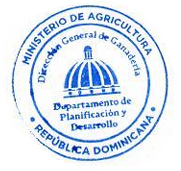 MINISTERIO DE AGRICULTURA
Dirección General de Ganadería
Departamento de
Planificación y
Desarrollo
• REPÚBLICA DOMINICANA •